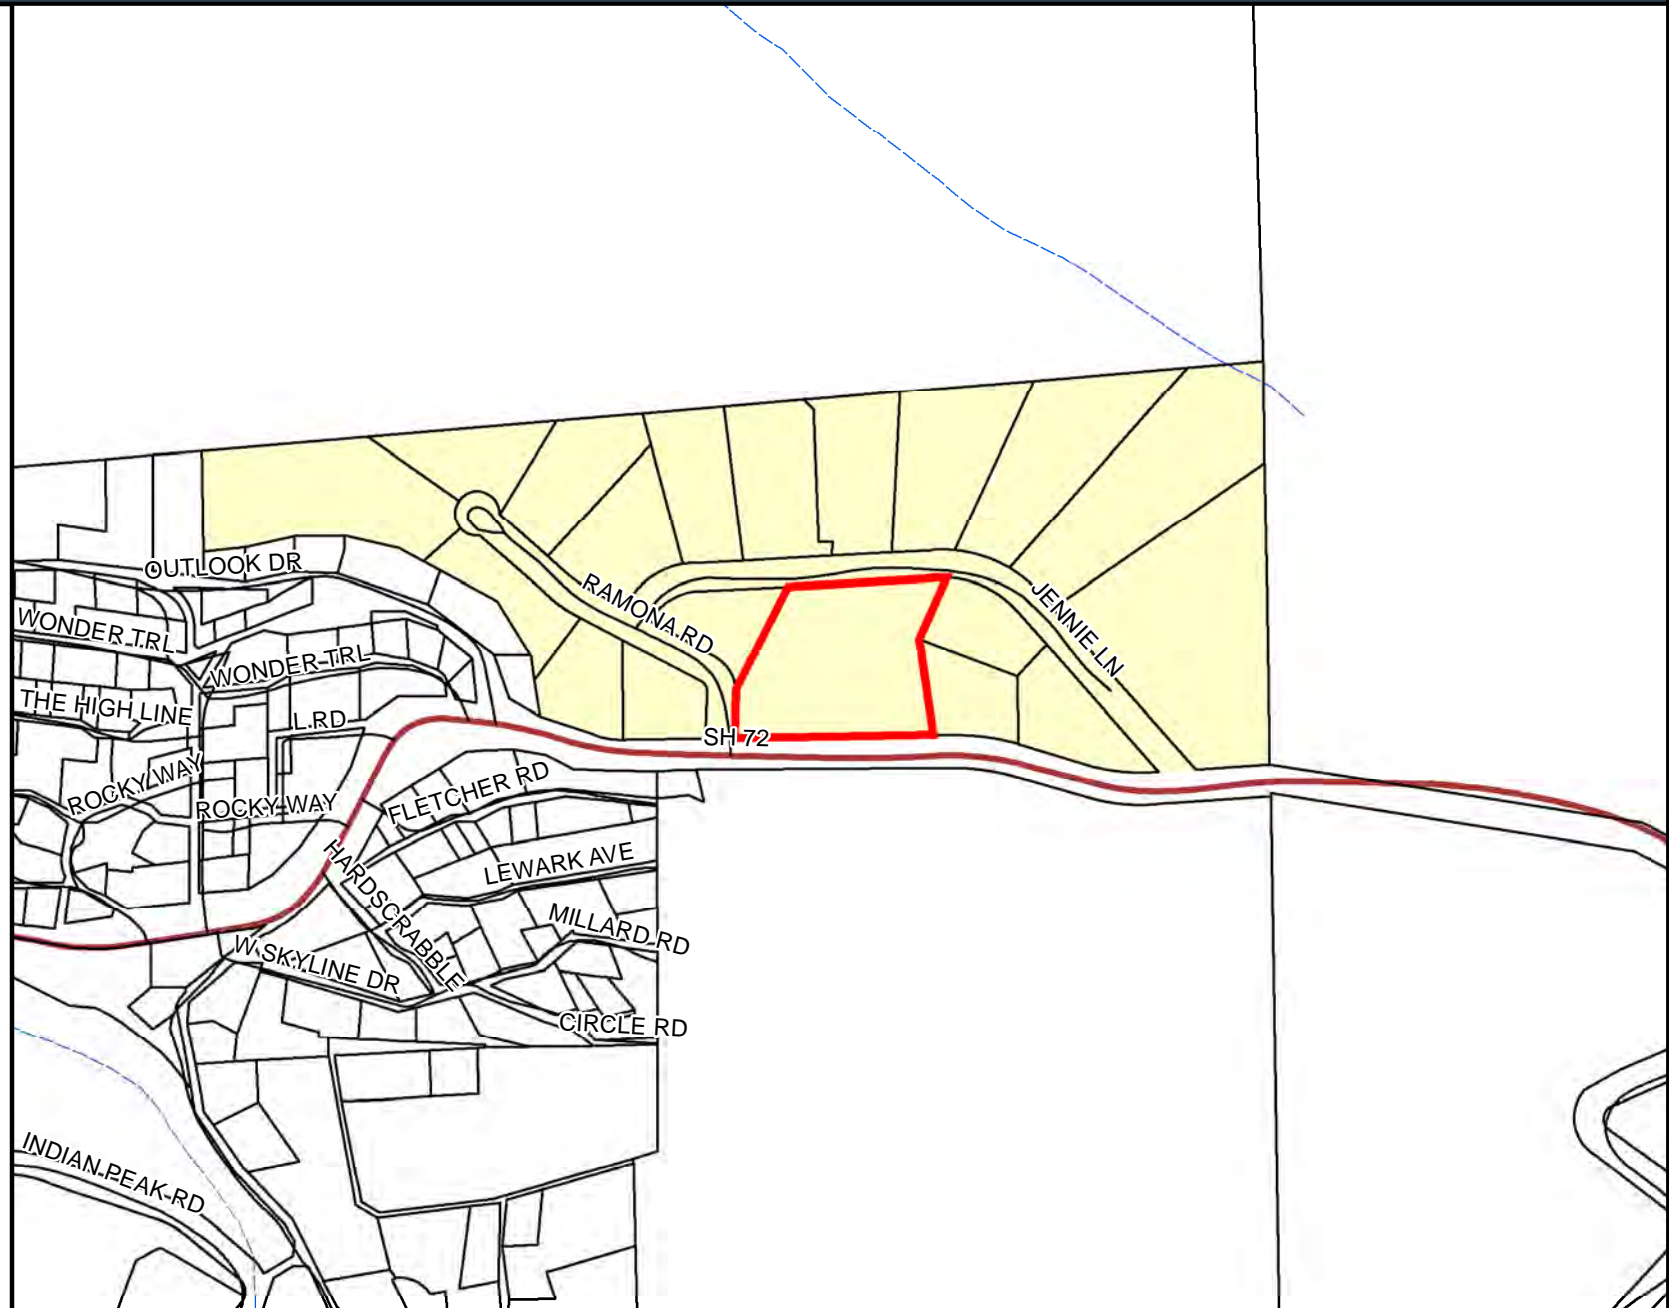 OUTLOOK DR
RAMONA RD
JENNIE LN
WONDER TRL
WONDER TRL
THE HIGH LINE
L RD
SH 72
ROCKY WAY
ROCKY WAY
FLETCHER RD
HARDSCRABBLE
LEWARK AVE
MILLARD RD
W SKYLINE DR
CIRCLE RD
INDIAN PEAK RD